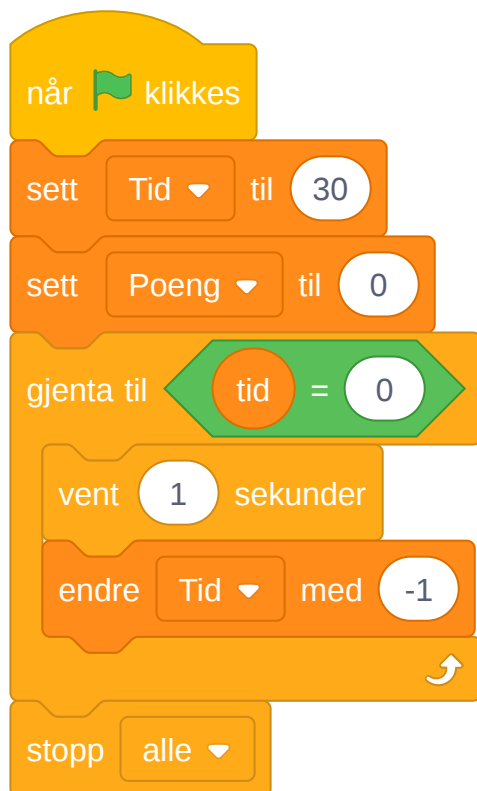 når klikkes
sett Tid til 30
sett Poeng til 0
gjenta til tid = 0
vent 1 sekunder
endre Tid med -1
stopp alle